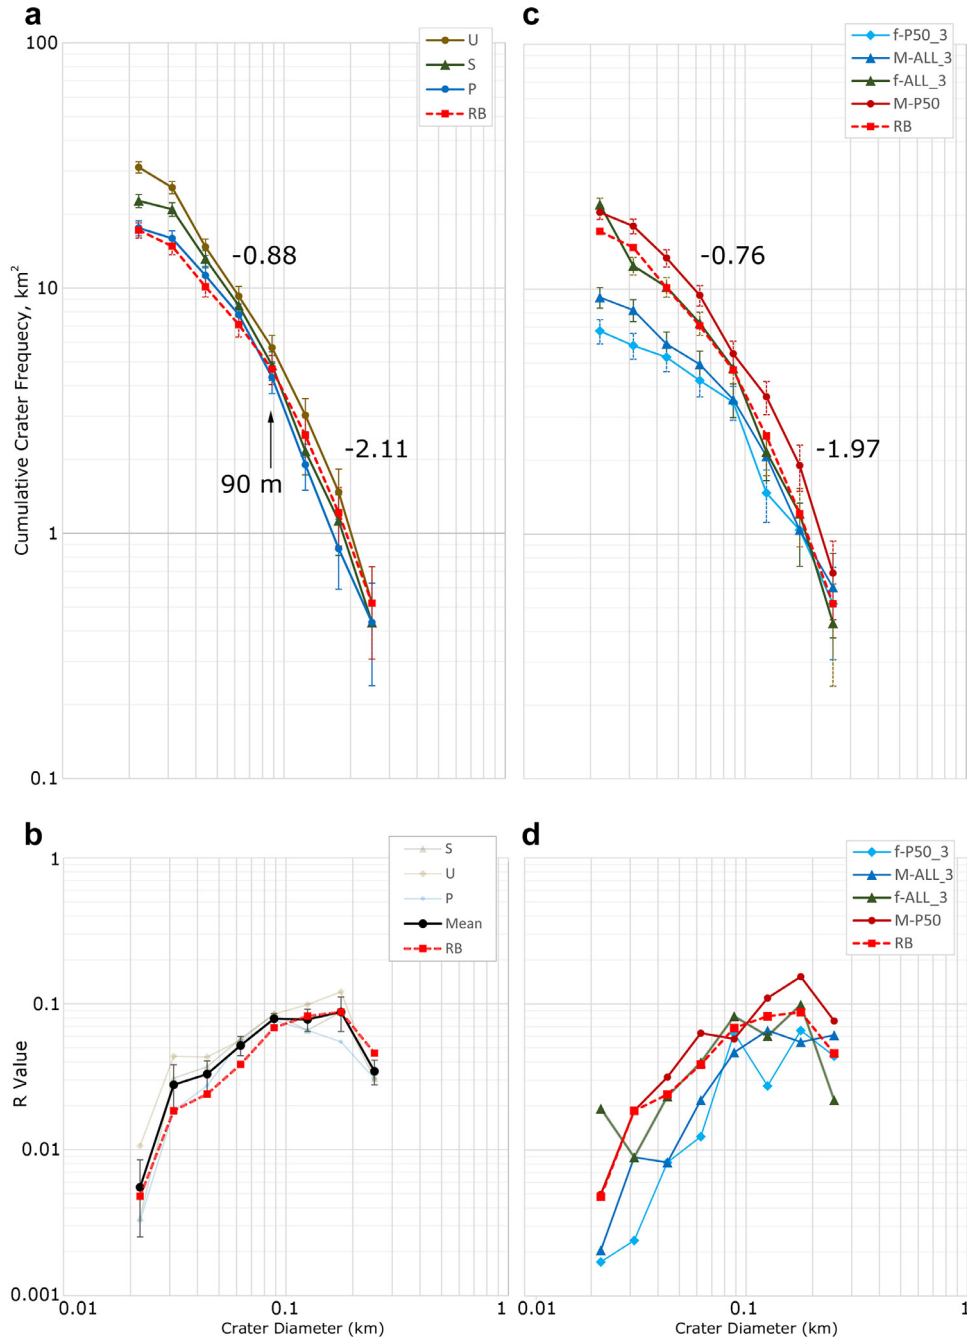 a
U
S
P
RB
100
10
1
0.1
Cumulative Crater Frequecy, km2
-0.88
-2.11
90 m
c
f-P50_3
M-ALL_3
f-ALL_3
M-P50
RB
-0.76
-1.97
b
S
U
P
Mean
RB
1
0.1
0.01
0.001
R Value
0.01
0.1
1
Crater Diameter (km)
d
f-P50_3
M-ALL_3
f-ALL_3
M-P50
RB
0.01
0.1
1
Crater Diameter (km)